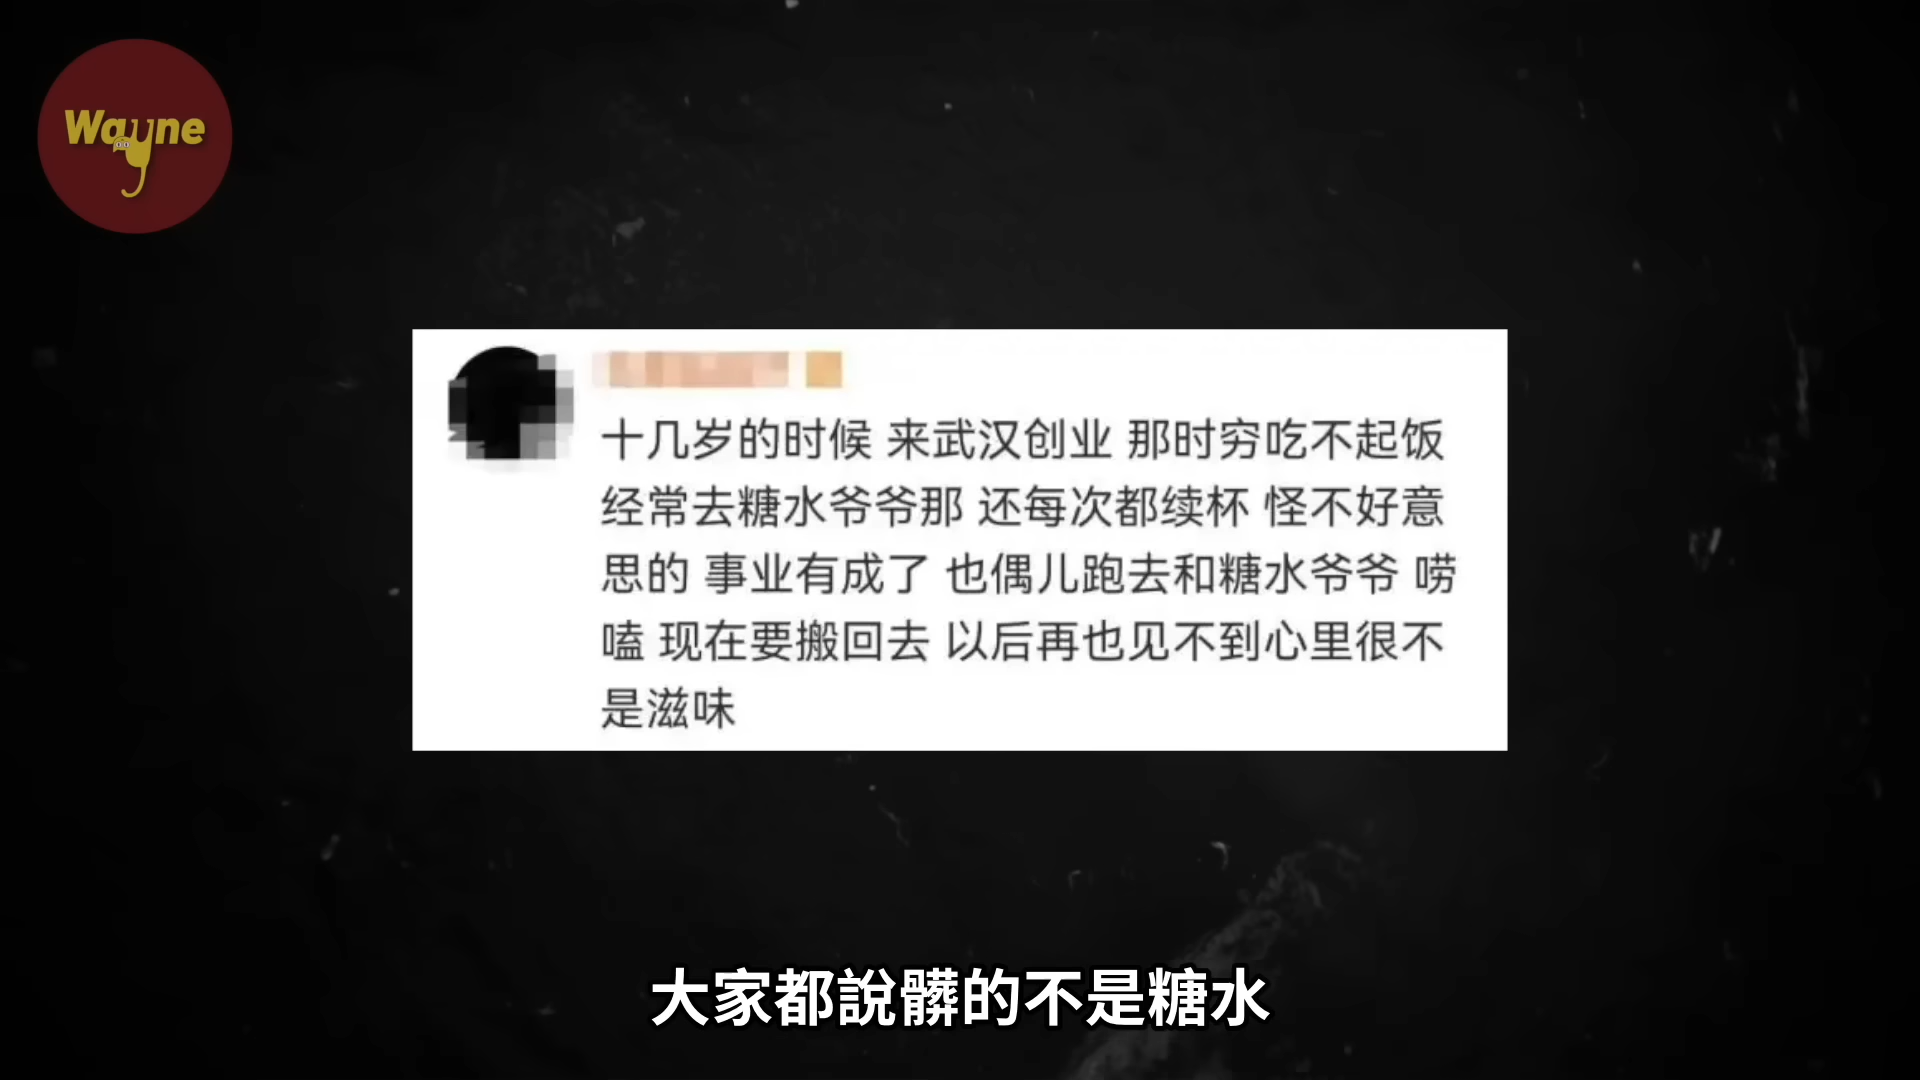 Wayne
十几岁的时候 来武汉创业 那时穷吃不起饭
经常去糖水爷爷那 还每次都续杯 怪不好意
思的 事业有成了 也偶儿跑去和糖水爷爷 唠
嗑 现在要搬回去 以后再也见不到心里很不
是滋味
大家都說髒的不是糖水